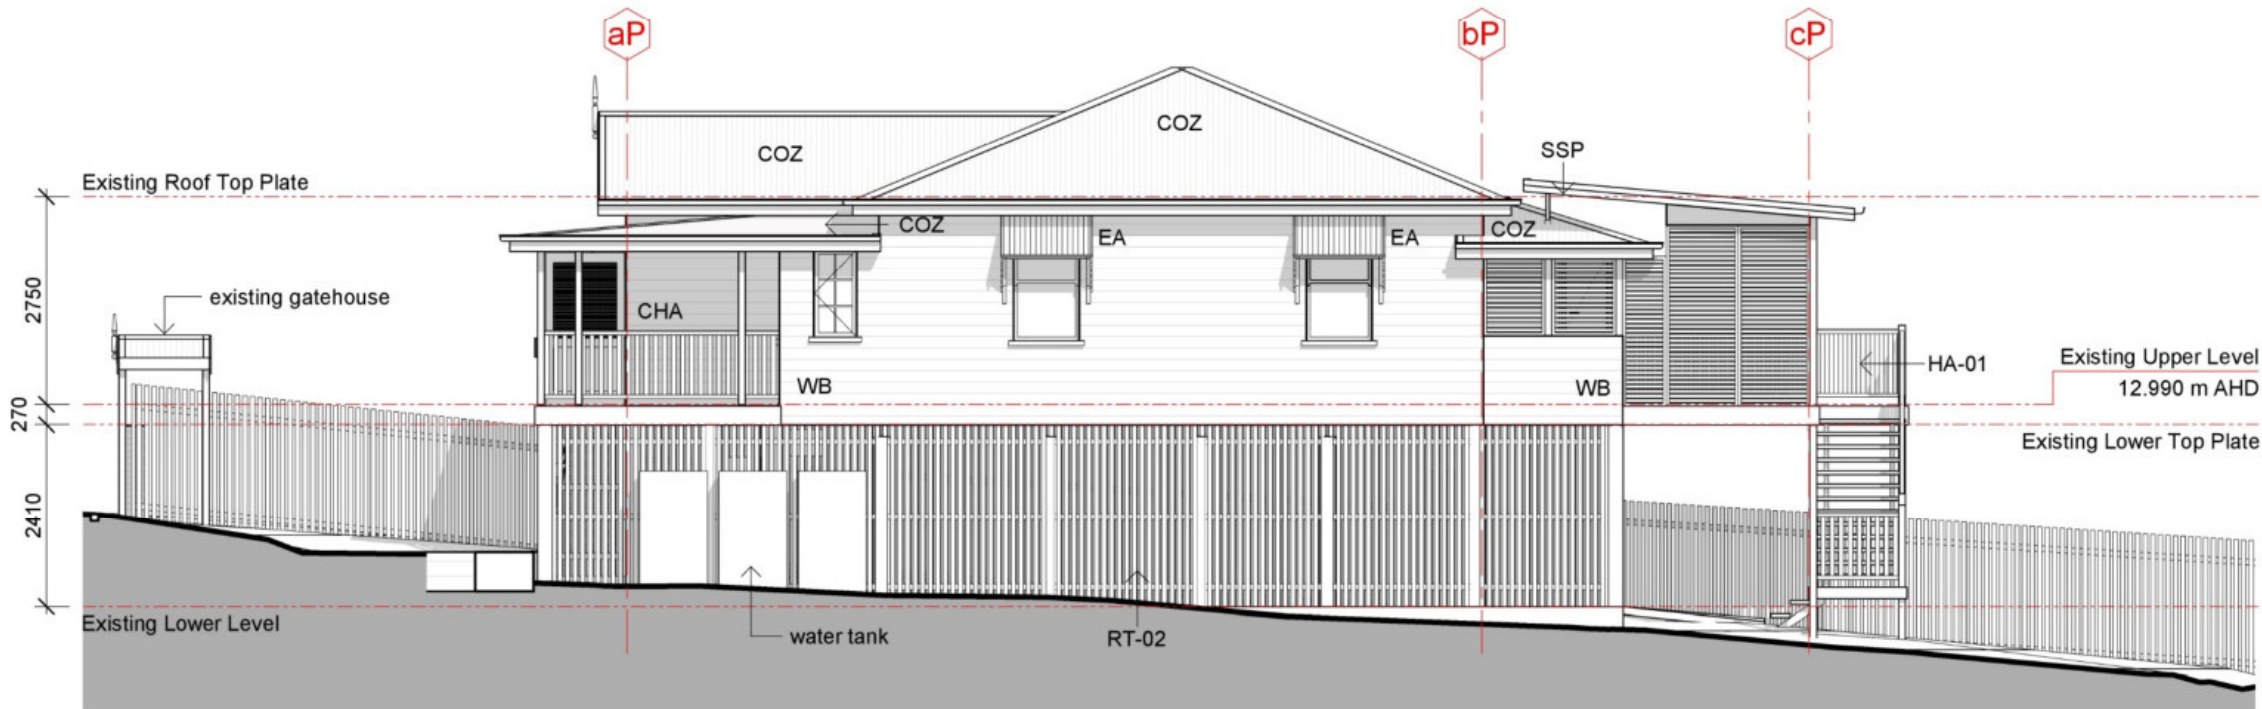 aP
bP
cP
COZ
COZ
SSP
Existing Roof Top Plate
COZ
EA
EA
COZ
2750
existing gatehouse
CHA
WB
WB
HA-01
Existing Upper Level
12.990 m AHD
270
Existing Lower Top Plate
2410
Existing Lower Level
water tank
RT-02